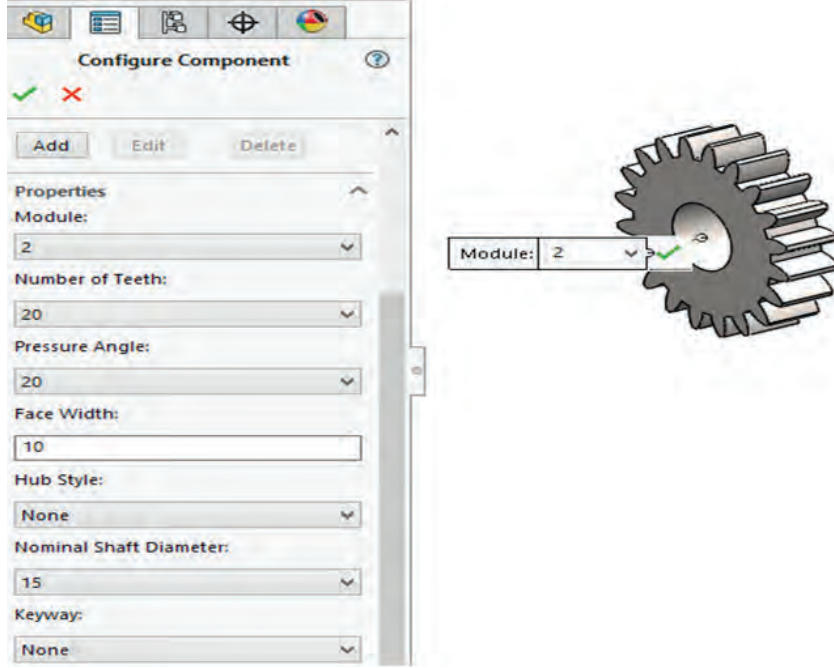 Configure Component
Add Edit Delete
Properties
Module:
2
Number of Teeth:
20
Pressure Angle:
20
Face Width:
10
Hub Style:
None
Nominal Shaft Diameter:
15
Keyway:
None
Module: 2